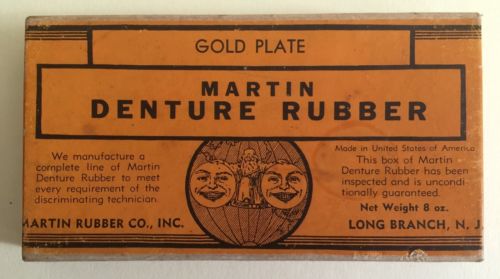 GOLD PLATE
MARTIN
DENTURE RUBBER
We manufacture a
complete line of Martin
Denture Rubber to meet
every requirement of the
discriminating technician.
MARTIN RUBBER CO., INC.
Made in United States of America
This box of Martin
Denture Rubber has been
inspected and is uncondi-
tionally guaranteed.
Net Weight 8 oz.
LONG BRANCH, N. J.